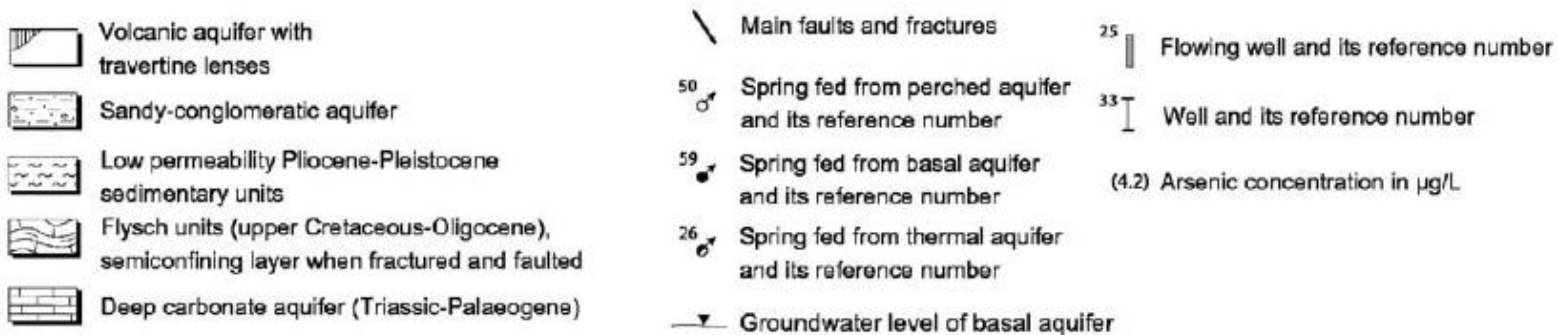 Volcanic aquifer with
travertine lenses
Sandy-conglomeratic aquifer
Low permeability Pliocene-Pleistocene
sedimentary units
Flysch units (upper Cretaceous-Oligocene),
semiconfining layer when fractured and faulted
Deep carbonate aquifer (Triassic-Palaeogene)
Main faults and fractures
50 Spring fed from perched aquifer
and its reference number
59 Spring fed from basal aquifer
and its reference number
26 Spring fed from thermal aquifer
and its reference number
Groundwater level of basal aquifer
25 Flowing well and its reference number
33 Well and its reference number
(4.2) Arsenic concentration in µg/L